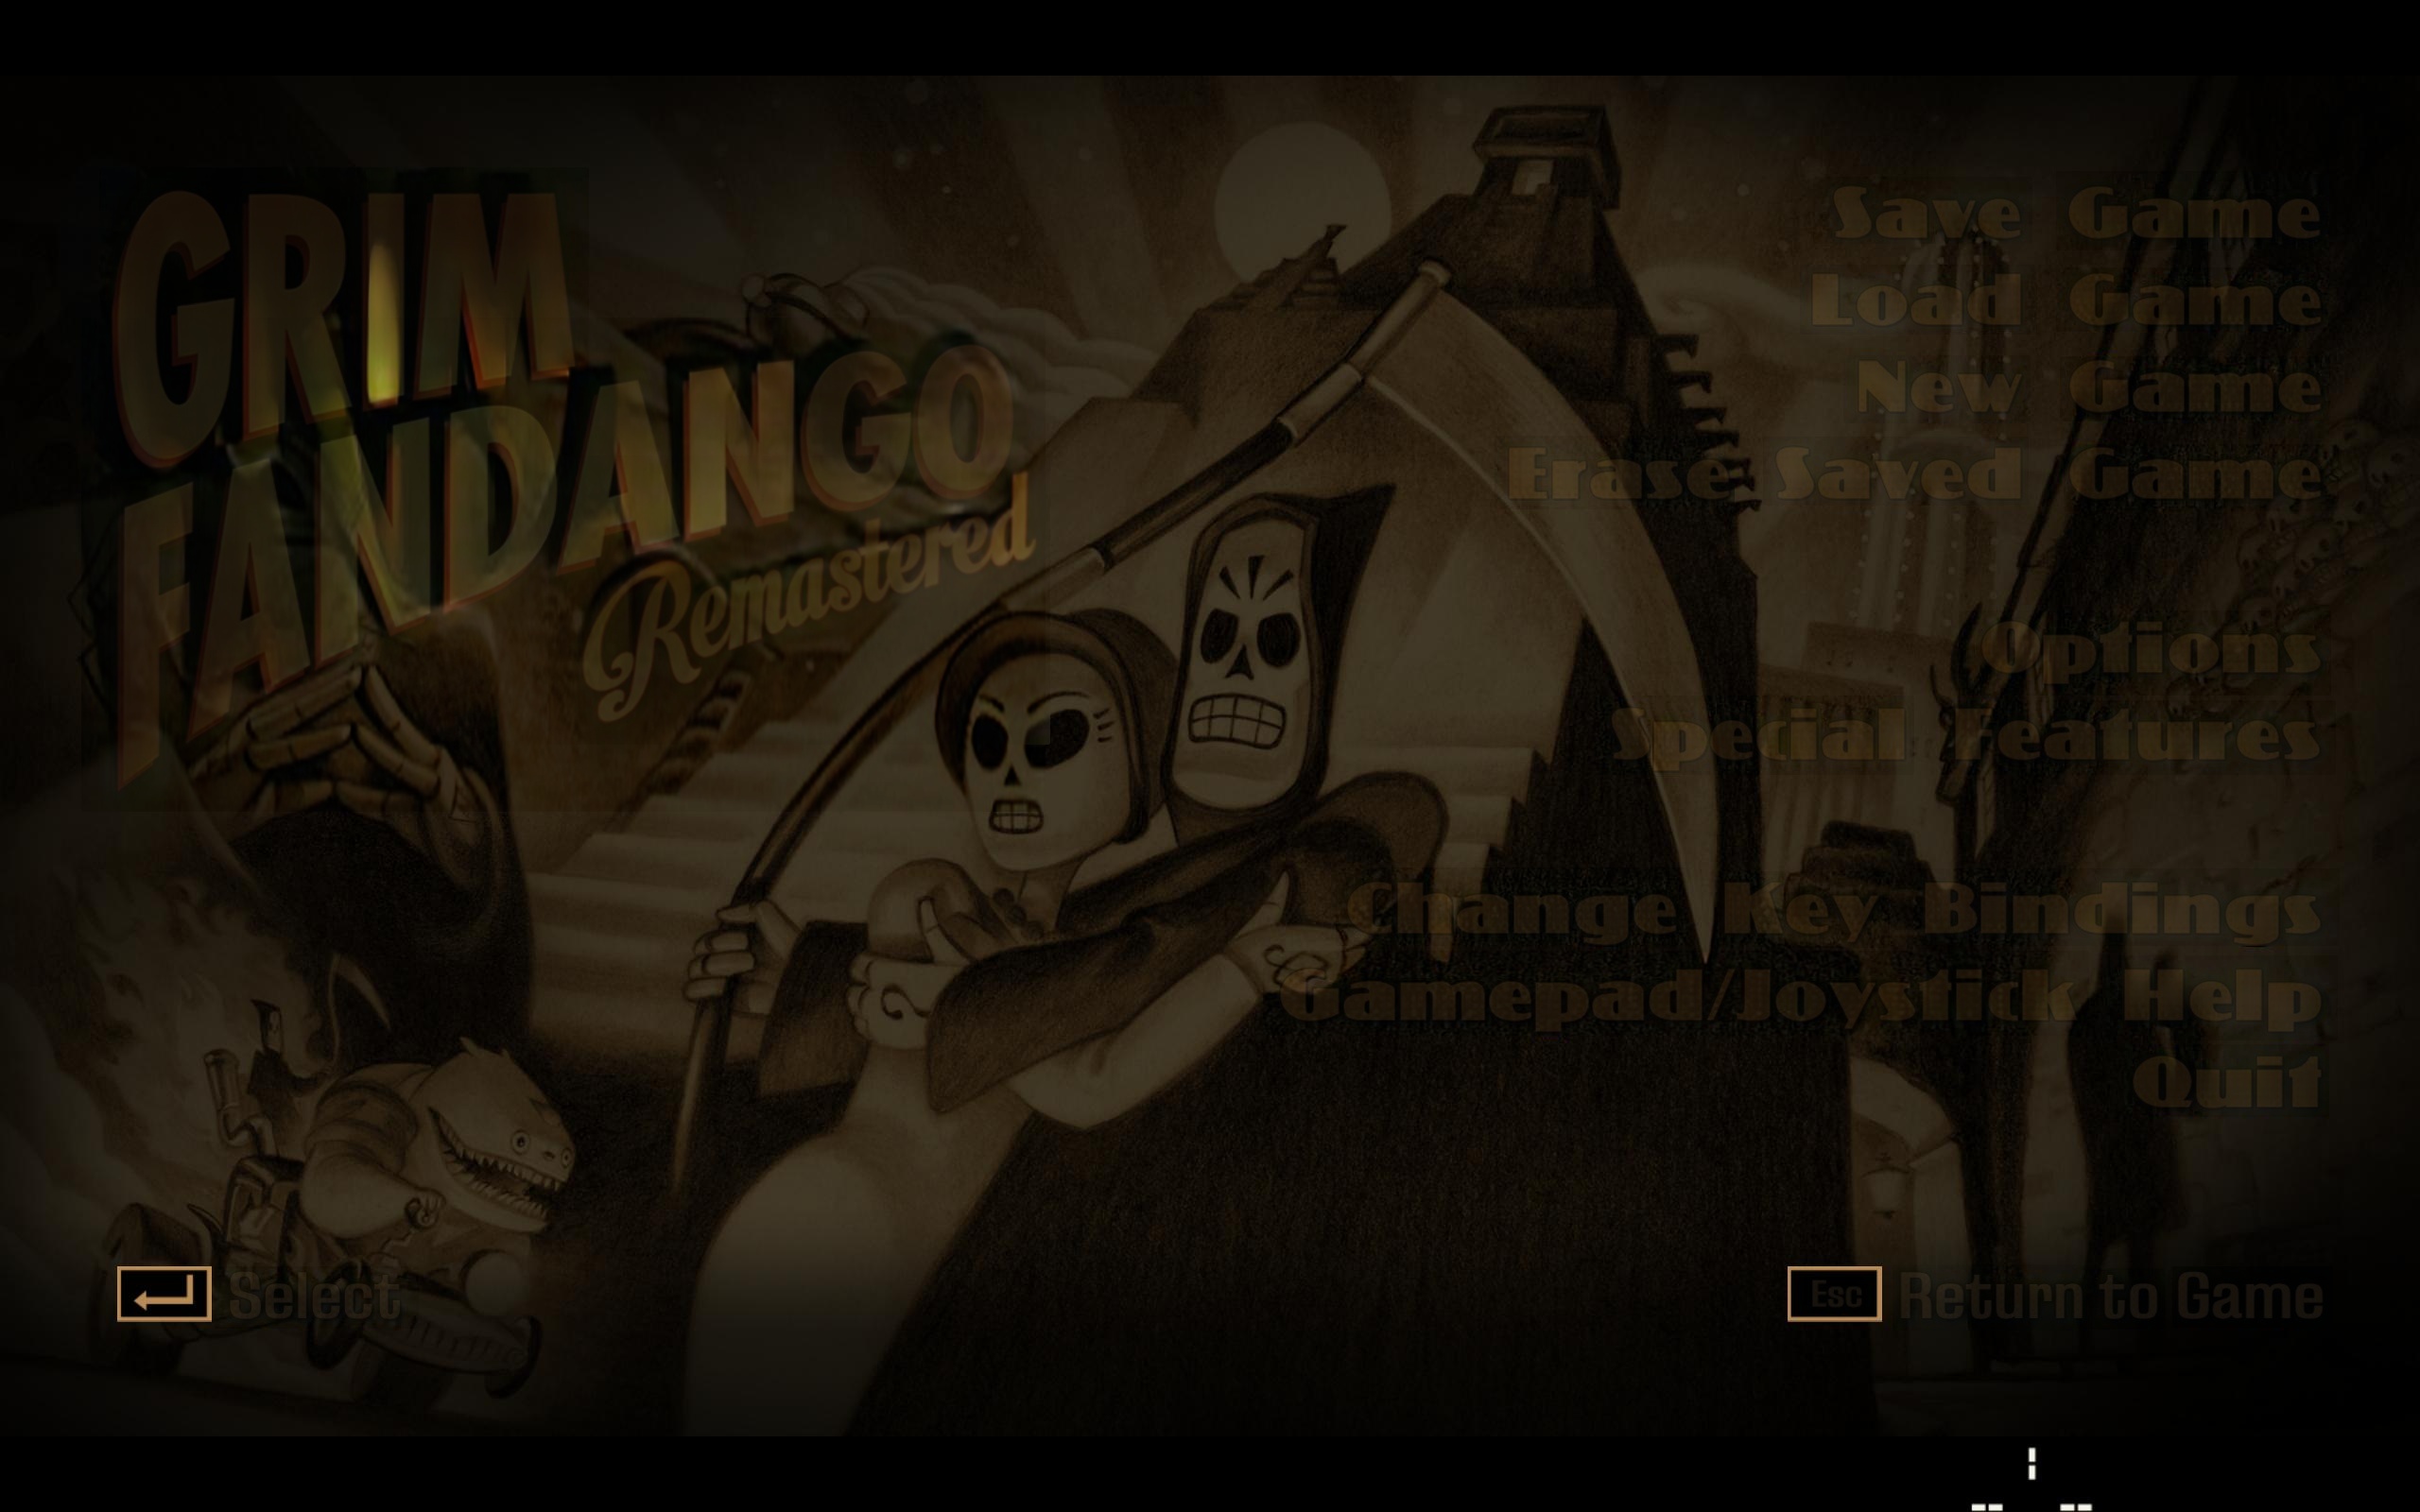 GRIM
FANDANGO
Remastered
Save Game
Load Game
New Game
Erase Saved Game
Options
Special Features
Change Key Bindings
Gamepad/Joystick Help
Quit
Select
Esc Return to Game